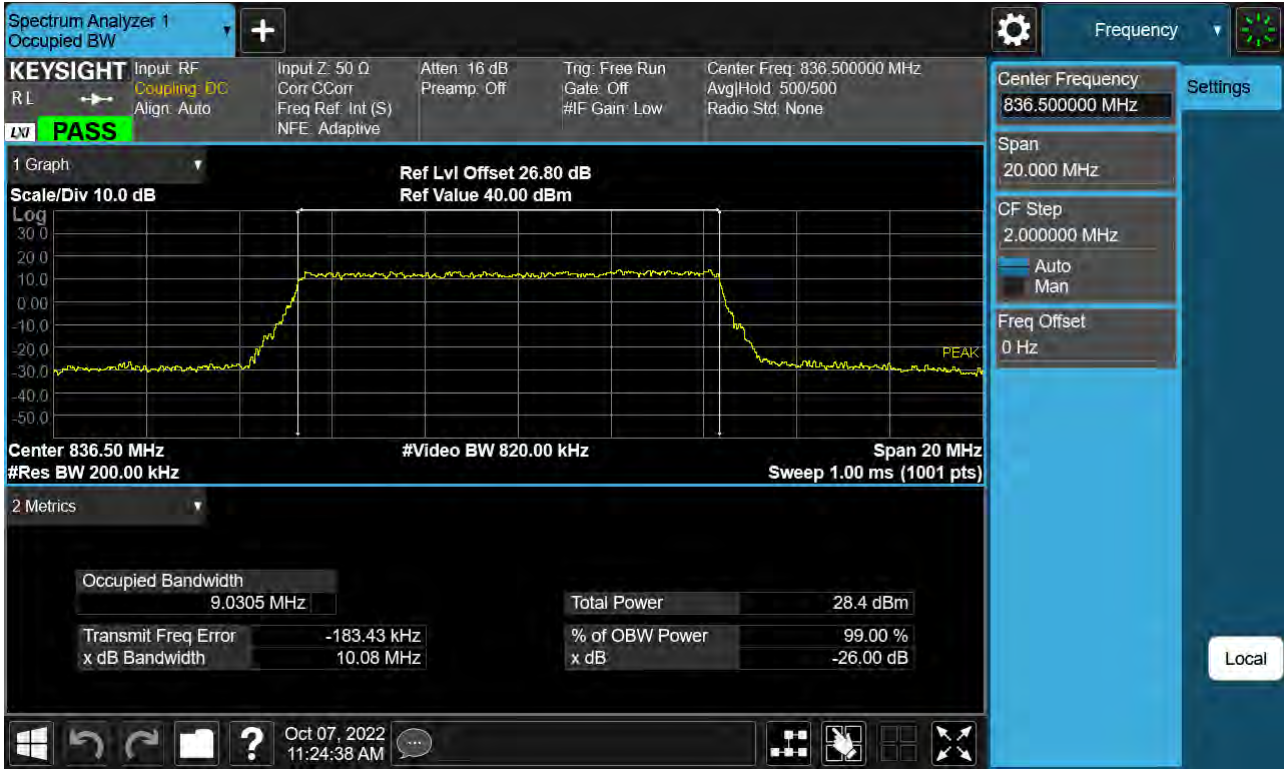 Spectrum Analyzer 1
Occupied BW
+
Frequency
KEYSIGHT
RL
LXI
PASS
Input: RF
Coupling: DC
Align: Auto
Input Z: 50 Ω
Corr CCorr
Freq Ref: Int (S)
NFE: Adaptive
Atten: 16 dB
Preamp: Off
Trig: Free Run
Gate: Off
#IF Gain: Low
Center Freq: 836.500000 MHz
Avg|Hold: 500/500
Radio Std: None
Center Frequency
836.500000 MHz
Settings
Span
20.000 MHz
CF Step
2.000000 MHz
Auto
Man
Freq Offset
0 Hz
Local
1 Graph
Scale/Div 10.0 dB
Ref Lvl Offset 26.80 dB
Ref Value 40.00 dBm
Log
30.0
20.0
10.0
0.00
-10.0
-20.0
-30.0
-40.0
-50.0
PEAK
Center 836.50 MHz
#Video BW 820.00 kHz
Span 20 MHz
#Res BW 200.00 kHz
Sweep 1.00 ms (1001 pts)
2 Metrics
Occupied Bandwidth
9.0305 MHz
Total Power 28.4 dBm
Transmit Freq Error -183.43 kHz
% of OBW Power 99.00 %
x dB Bandwidth 10.08 MHz
x dB -26.00 dB
?
Oct 07, 2022
11:24:38 AM